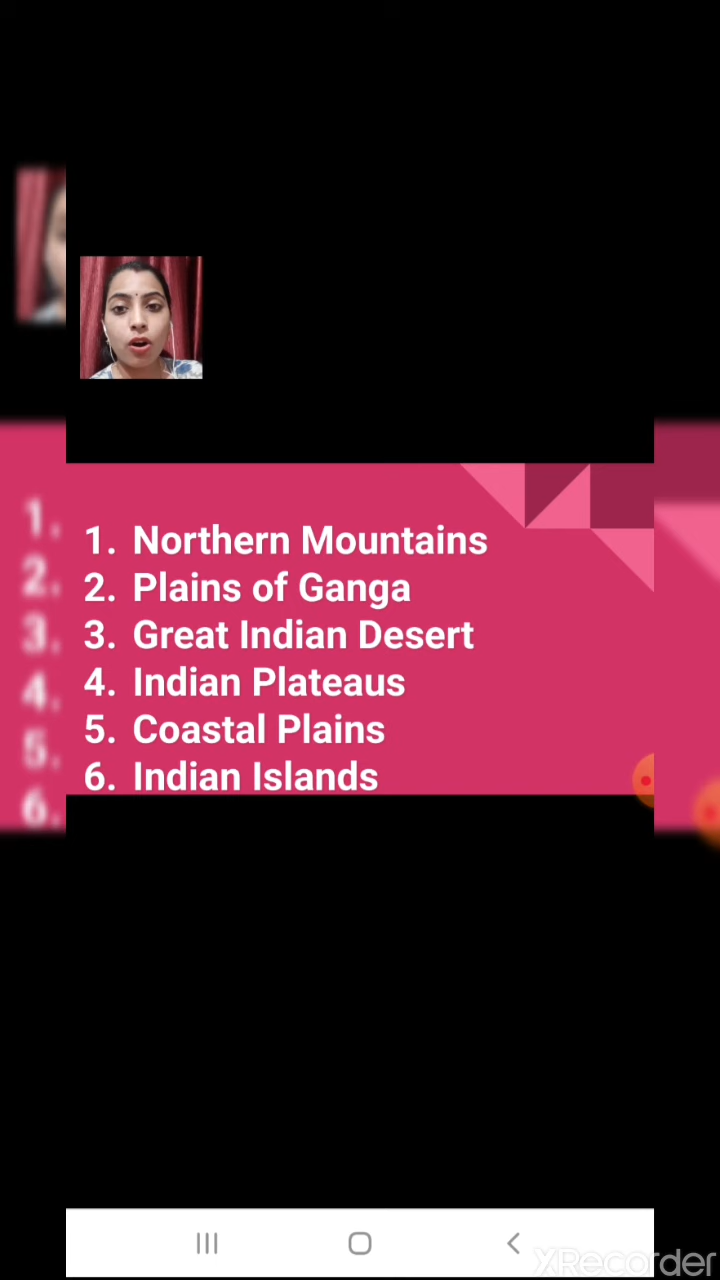 1. Northern Mountains
2. Plains of Ganga
3. Great Indian Desert
4. Indian Plateaus
5. Coastal Plains
6. Indian Islands
XRecorder